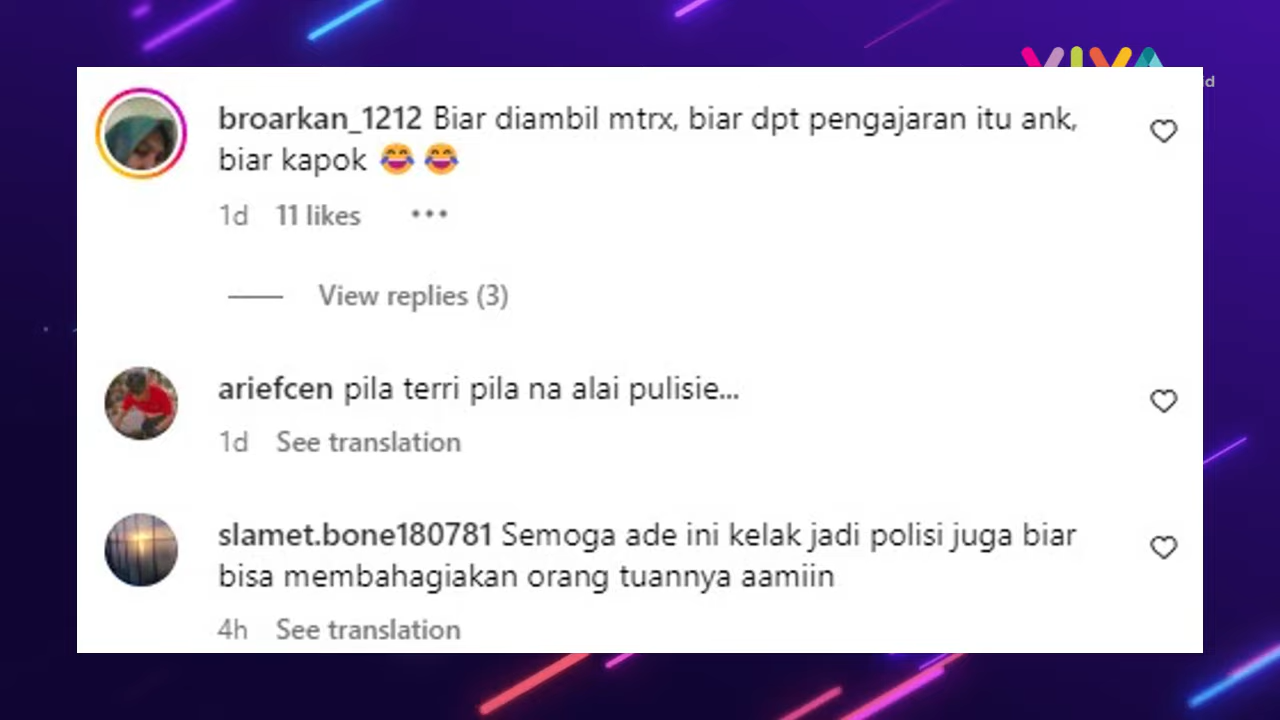 VIVA
id
broarkan_1212 Biar diambil mtrx, biar dpt pengajaran itu ank,
biar kapok 😂 😂
1d 11 likes •••
View replies (3)
ariefcen pila terri pila na alai pulisie...
1d See translation
slamet.bone180781 Semoga ade ini kelak jadi polisi juga biar
bisa membahagiakan orang tuannya aamiin
4h See translation